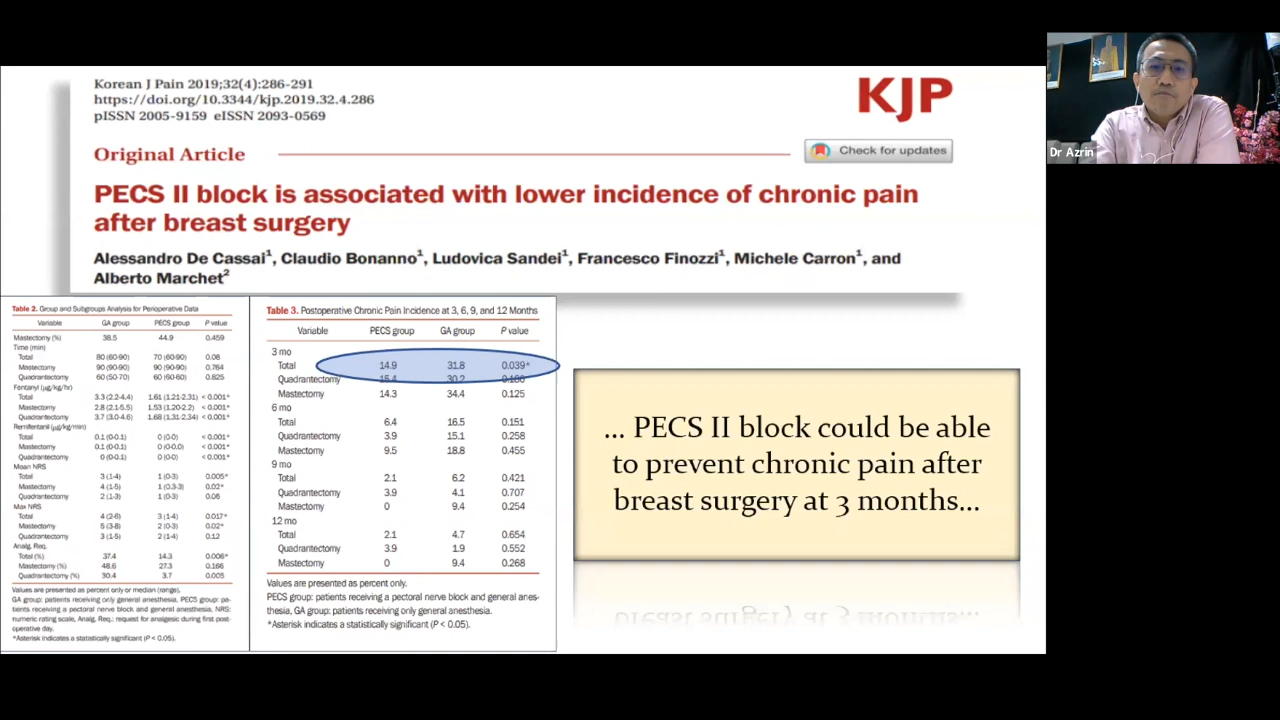 Korean J Pain 2019;32(4):286-291
https://doi.org/10.3344/kjp.2019.32.4.286
pISSN 2005-9159 eISSN 2093-0569
KJP
Original Article
Check for updates
PECS II block is associated with lower incidence of chronic pain
after breast surgery
Alessandro De Cassai1, Claudio Bonanno1, Ludovica Sandei1, Francesco Finozzi1, Michele Carron1, and
Alberto Marchet2
Table 2. Group and Subgroups Analysis for Perioperative Data
Variable GA group PECS group P value
Mastectomy (%) 38.5 44.9 0.459
Time (min)
Total 80 (60-90) 70 (60-90) 0.08
Mastectomy 90 (90-90) 90 (90-90) 0.764
Quadrantectomy 60 (50-70) 60 (60-60) 0.825
Fentanyl (µg/kg/hr)
Total 3.3 (2.2-4.4) 1.61 (1.21-2.31) < 0.001*
Mastectomy 2.8 (2.1-5.5) 1.53 (1.20-2.2) < 0.001*
Quadrantectomy 3.7 (3.0-4.6) 1.68 (1.31-2.34) < 0.001*
Remifentanil (µg/kg/min)
Total 0.1 (0-0.1) 0 (0-0) < 0.001*
Mastectomy 0.1 (0-0.1) 0 (0-0.0) < 0.001*
Quadrantectomy 0 (0-0.1) 0 (0-0) < 0.001*
Mean NRS
Total 3 (1-4) 1 (0-3) 0.005*
Mastectomy 4 (1-5) 1 (0.3-3) 0.02*
Quadrantectomy 2 (1-3) 1 (0-3) 0.06
Max NRS
Total 4 (2-6) 3 (1-4) 0.017*
Mastectomy 5 (3-8) 2 (0-3) 0.02*
Quadrantectomy 3 (1-5) 2 (1-4) 0.12
Analg. Req.
Total (%) 37.4 14.3 0.006*
Mastectomy (%) 48.6 27.3 0.166
Quadrantectomy (%) 30.4 3.7 0.005
Values are presented as percent only or median (range).
GA group: patients receiving only general anesthesia, PECS group: pa-
tients receiving a pectoral nerve block and general anesthesia, NRS:
numeric rating scale, Analg. Req.: request for analgesic during first post-
operative day.
*Asterisk indicates a statistically significant (P < 0.05).
Table 3. Postoperative Chronic Pain Incidence at 3, 6, 9, and 12 Months
Variable PECS group GA group P value
3 mo
Total 14.9 31.8 0.039*
Quadrantectomy 15.4 30.2
Mastectomy 14.3 34.4 0.125
6 mo
Total 6.4 16.5 0.151
Quadrantectomy 3.9 15.1 0.258
Mastectomy 9.5 18.8 0.455
9 mo
Total 2.1 6.2 0.421
Quadrantectomy 3.9 4.1 0.707
Mastectomy 0 9.4 0.254
12 mo
Total 2.1 4.7 0.654
Quadrantectomy 3.9 1.9 0.552
Mastectomy 0 9.4 0.268
Values are presented as percent only.
PECS group: patients receiving a pectoral nerve block and general anes-
thesia, GA group: patients receiving only general anesthesia.
*Asterisk indicates a statistically significant (P < 0.05).
... PECS II block could be able
to prevent chronic pain after
breast surgery at 3 months...
Dr Azrin